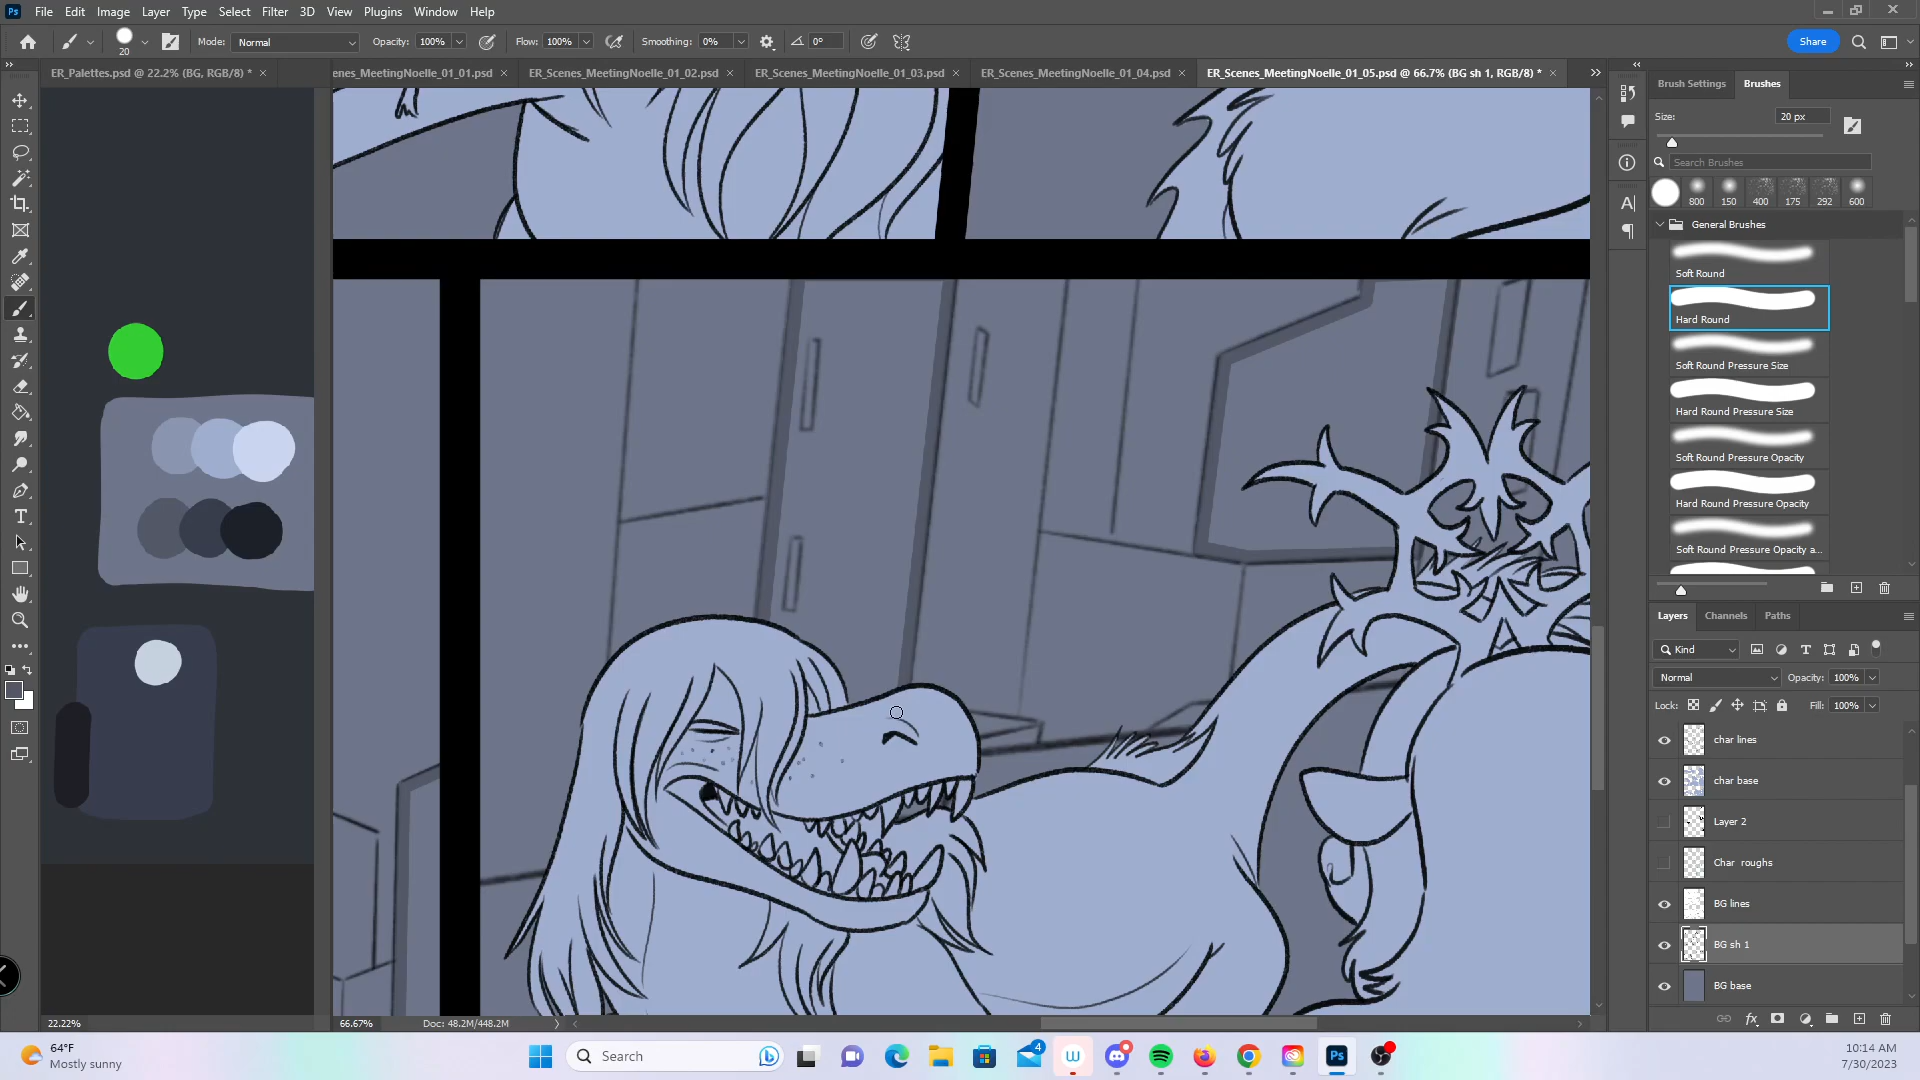 Ps File Edit Image Layer Type Select Filter 3D View Plugins Window Help
20 Mode: Normal Opacity: 100% Flow: 100% Smoothing: 0% 0° Share
ER_Palettes.psd @ 22.2% (BG, RGB/8) * × enes_MeetingNoelle_01_01.psd × ER_Scenes_MeetingNoelle_01_02.psd × ER_Scenes_MeetingNoelle_01_03.psd × ER_Scenes_MeetingNoelle_01_04.psd × ER_Scenes_MeetingNoelle_01_05.psd @ 66.7% (BG sh 1, RGB/8) * ×
Brush Settings Brushes
Size: 20 px
Search Brushes
800 150 400 175 292 600
General Brushes
Soft Round
Hard Round
Soft Round Pressure Size
Hard Round Pressure Size
Soft Round Pressure Opacity
Hard Round Pressure Opacity
Soft Round Pressure Opacity a...
Layers Channels Paths
Kind
Normal Opacity: 100%
Lock: Fill: 100%
char lines
char base
Layer 2
Char roughs
BG lines
BG sh 1
BG base
22.22% 66.67% Doc: 48.2M/448.2M
64°F
Mostly sunny
Search
4
Ps
10:14 AM
7/30/2023